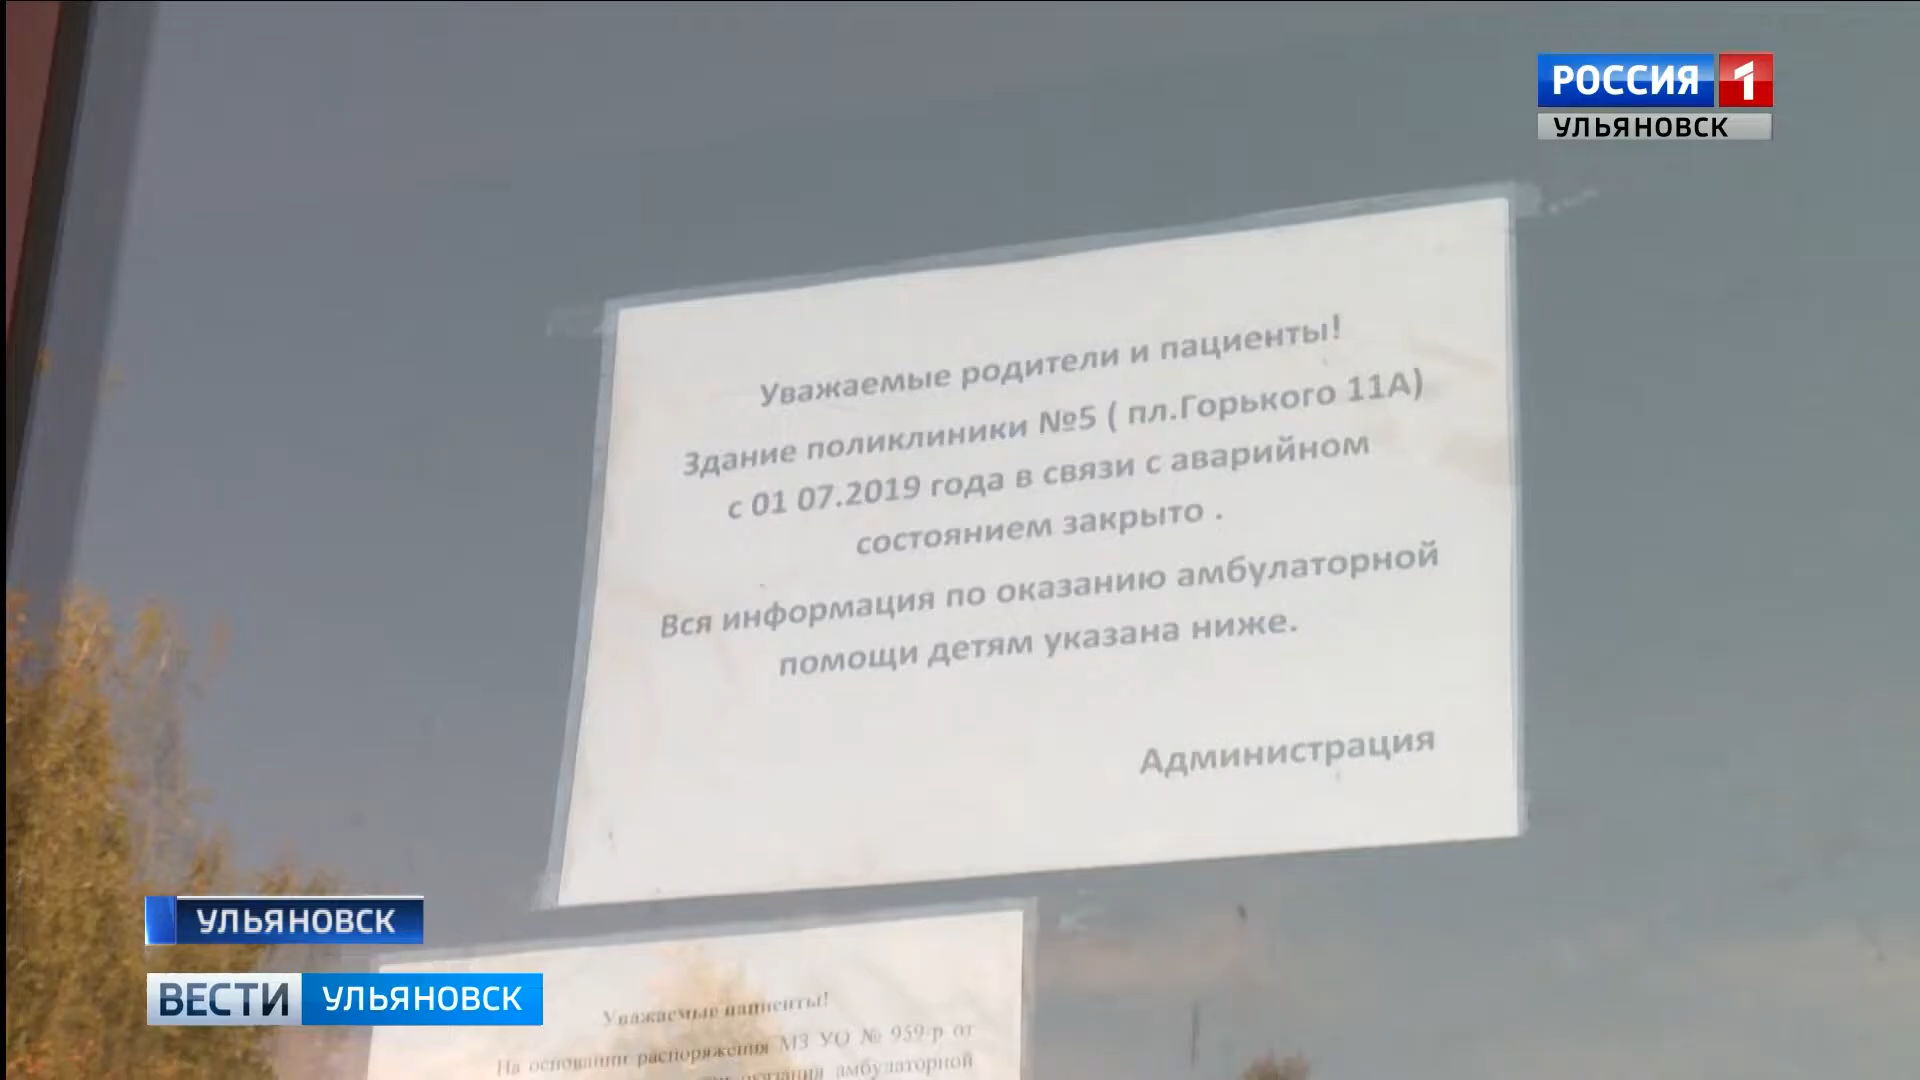 РОССИЯ 1
УЛЬЯНОВСК
Уважаемые родители и пациенты!
Здание поликлиники №5 ( пл.Горького 11А)
с 01 07.2019 года в связи с аварийном
состоянием закрыто .
Вся информация по оказанию амбулаторной
помощи детям указана ниже.
Администрация
УЛЬЯНОВСК
ВЕСТИ УЛЬЯНОВСК
Уважаемые пациенты!
На основании распоряжения МЗ УО № 959-р от
оказания амбулаторной